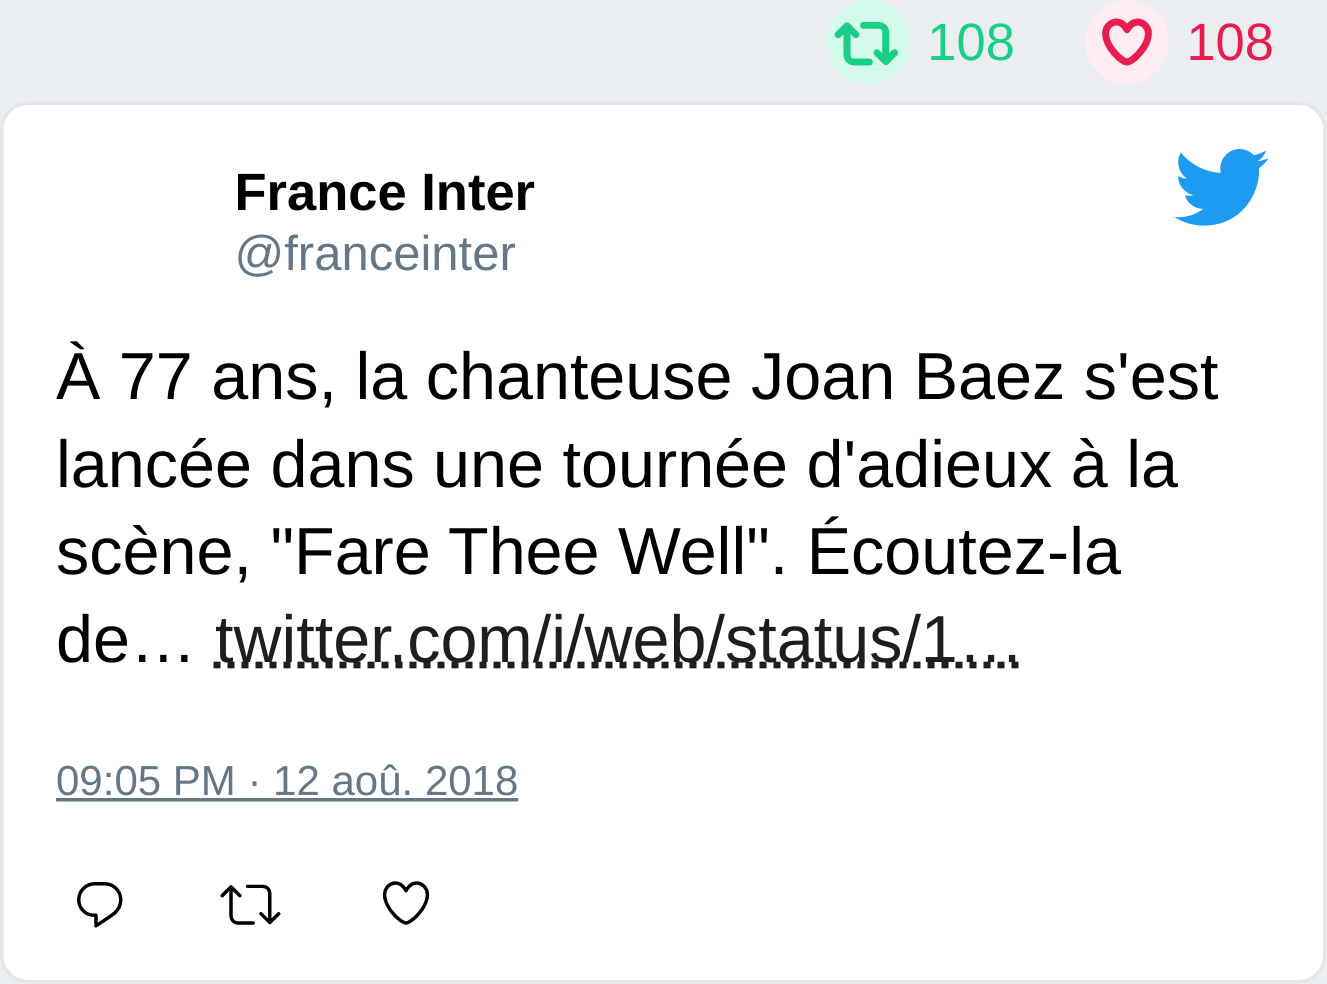 108 108
France Inter
@franceinter
À 77 ans, la chanteuse Joan Baez s'est
lancée dans une tournée d'adieux à la
scène, "Fare Thee Well". Écoutez-la
de… twitter.com/i/web/status/1…
09:05 PM · 12 aoû. 2018